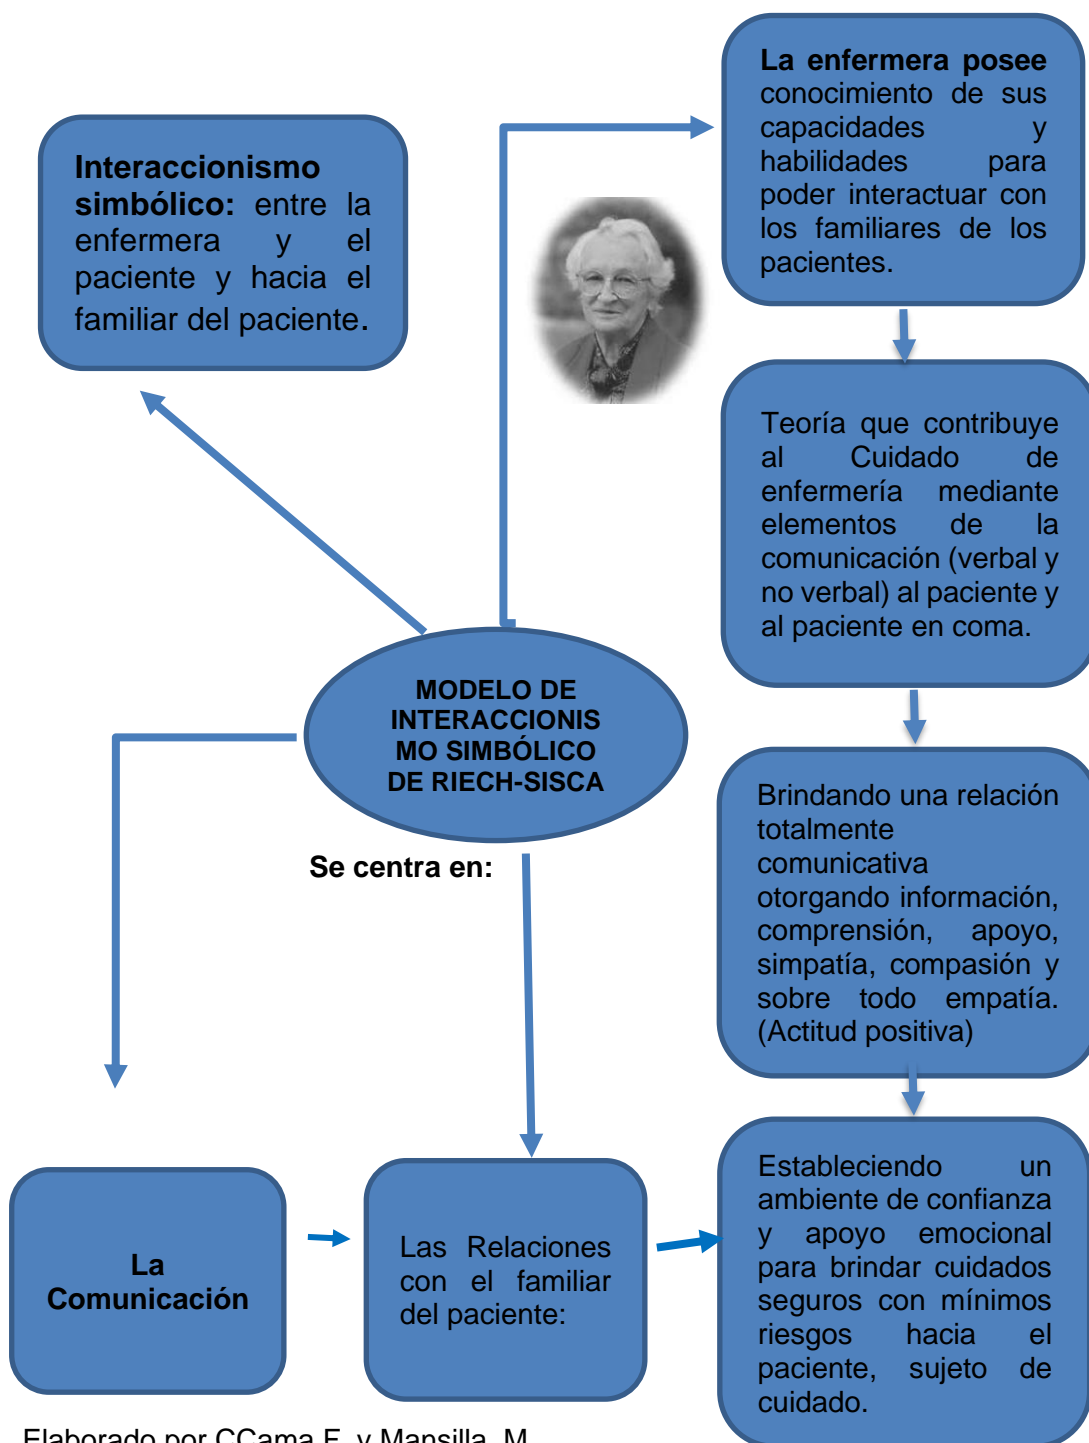 La enfermera posee
conocimiento de sus
capacidades y
habilidades para
poder interactuar con
los familiares de los
pacientes.
Interaccionismo
simbólico: entre la
enfermera y el
paciente y hacia el
familiar del paciente.
Teoría que contribuye
al Cuidado de
enfermería mediante
elementos de la
comunicación (verbal y
no verbal) al paciente y
al paciente en coma.
MODELO DE
INTERACCIONIS
MO SIMBÓLICO
DE RIECH-SISCA
Se centra en:
Brindando una relación
totalmente
comunicativa
otorgando información,
comprensión, apoyo,
simpatía, compasión y
sobre todo empatía.
(Actitud positiva)
La
Comunicación
Las Relaciones
con el familiar
del paciente:
Estableciendo un
ambiente de confianza
y apoyo emocional
para brindar cuidados
seguros con mínimos
riesgos hacia el
paciente, sujeto de
cuidado.
Elaborado por CCama F. y Mansilla M.